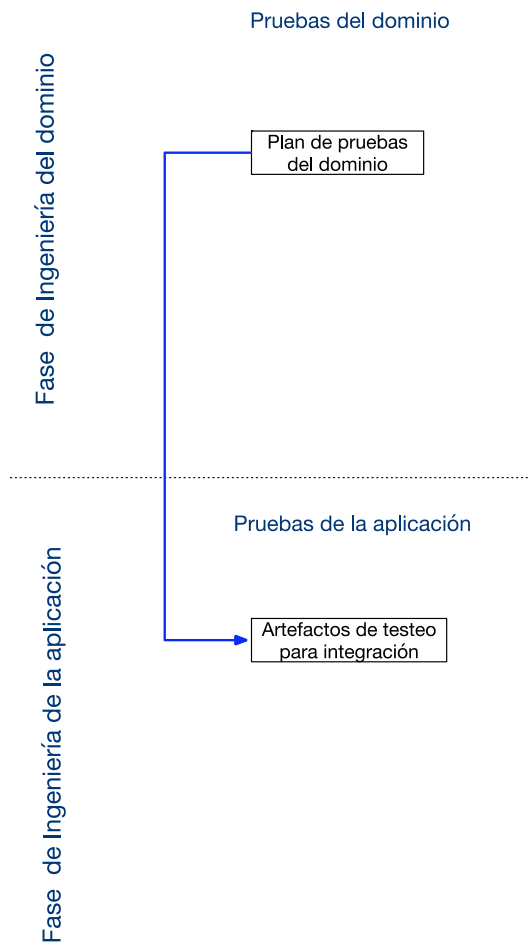 Pruebas del dominio
Fase de Ingeniería del dominio
Plan de pruebas
del dominio
Pruebas de la aplicación
Fase de Ingeniería de la aplicación
Artefactos de testeo
para integración